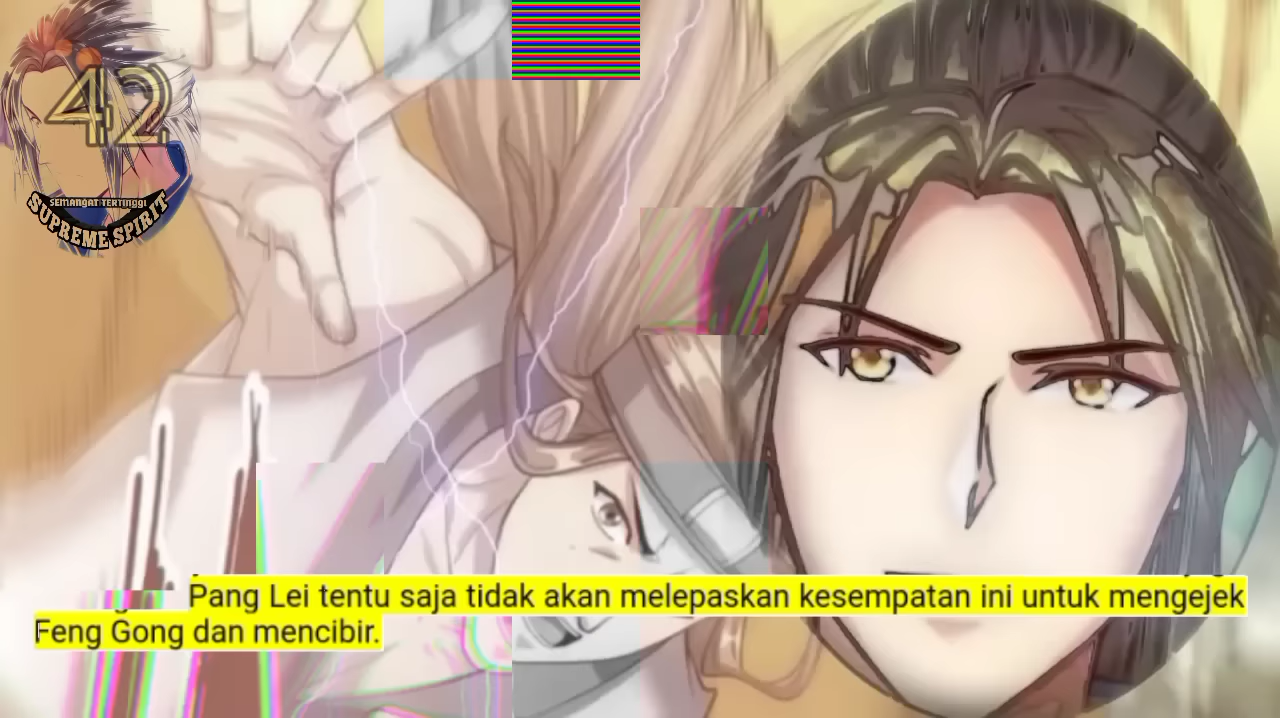 42
SEMANGAT TERTINGGI
SUPREME SPIRIT
Pang Lei tentu saja tidak akan melepaskan kesempatan ini untuk mengejek
Feng Gong dan mencibir.